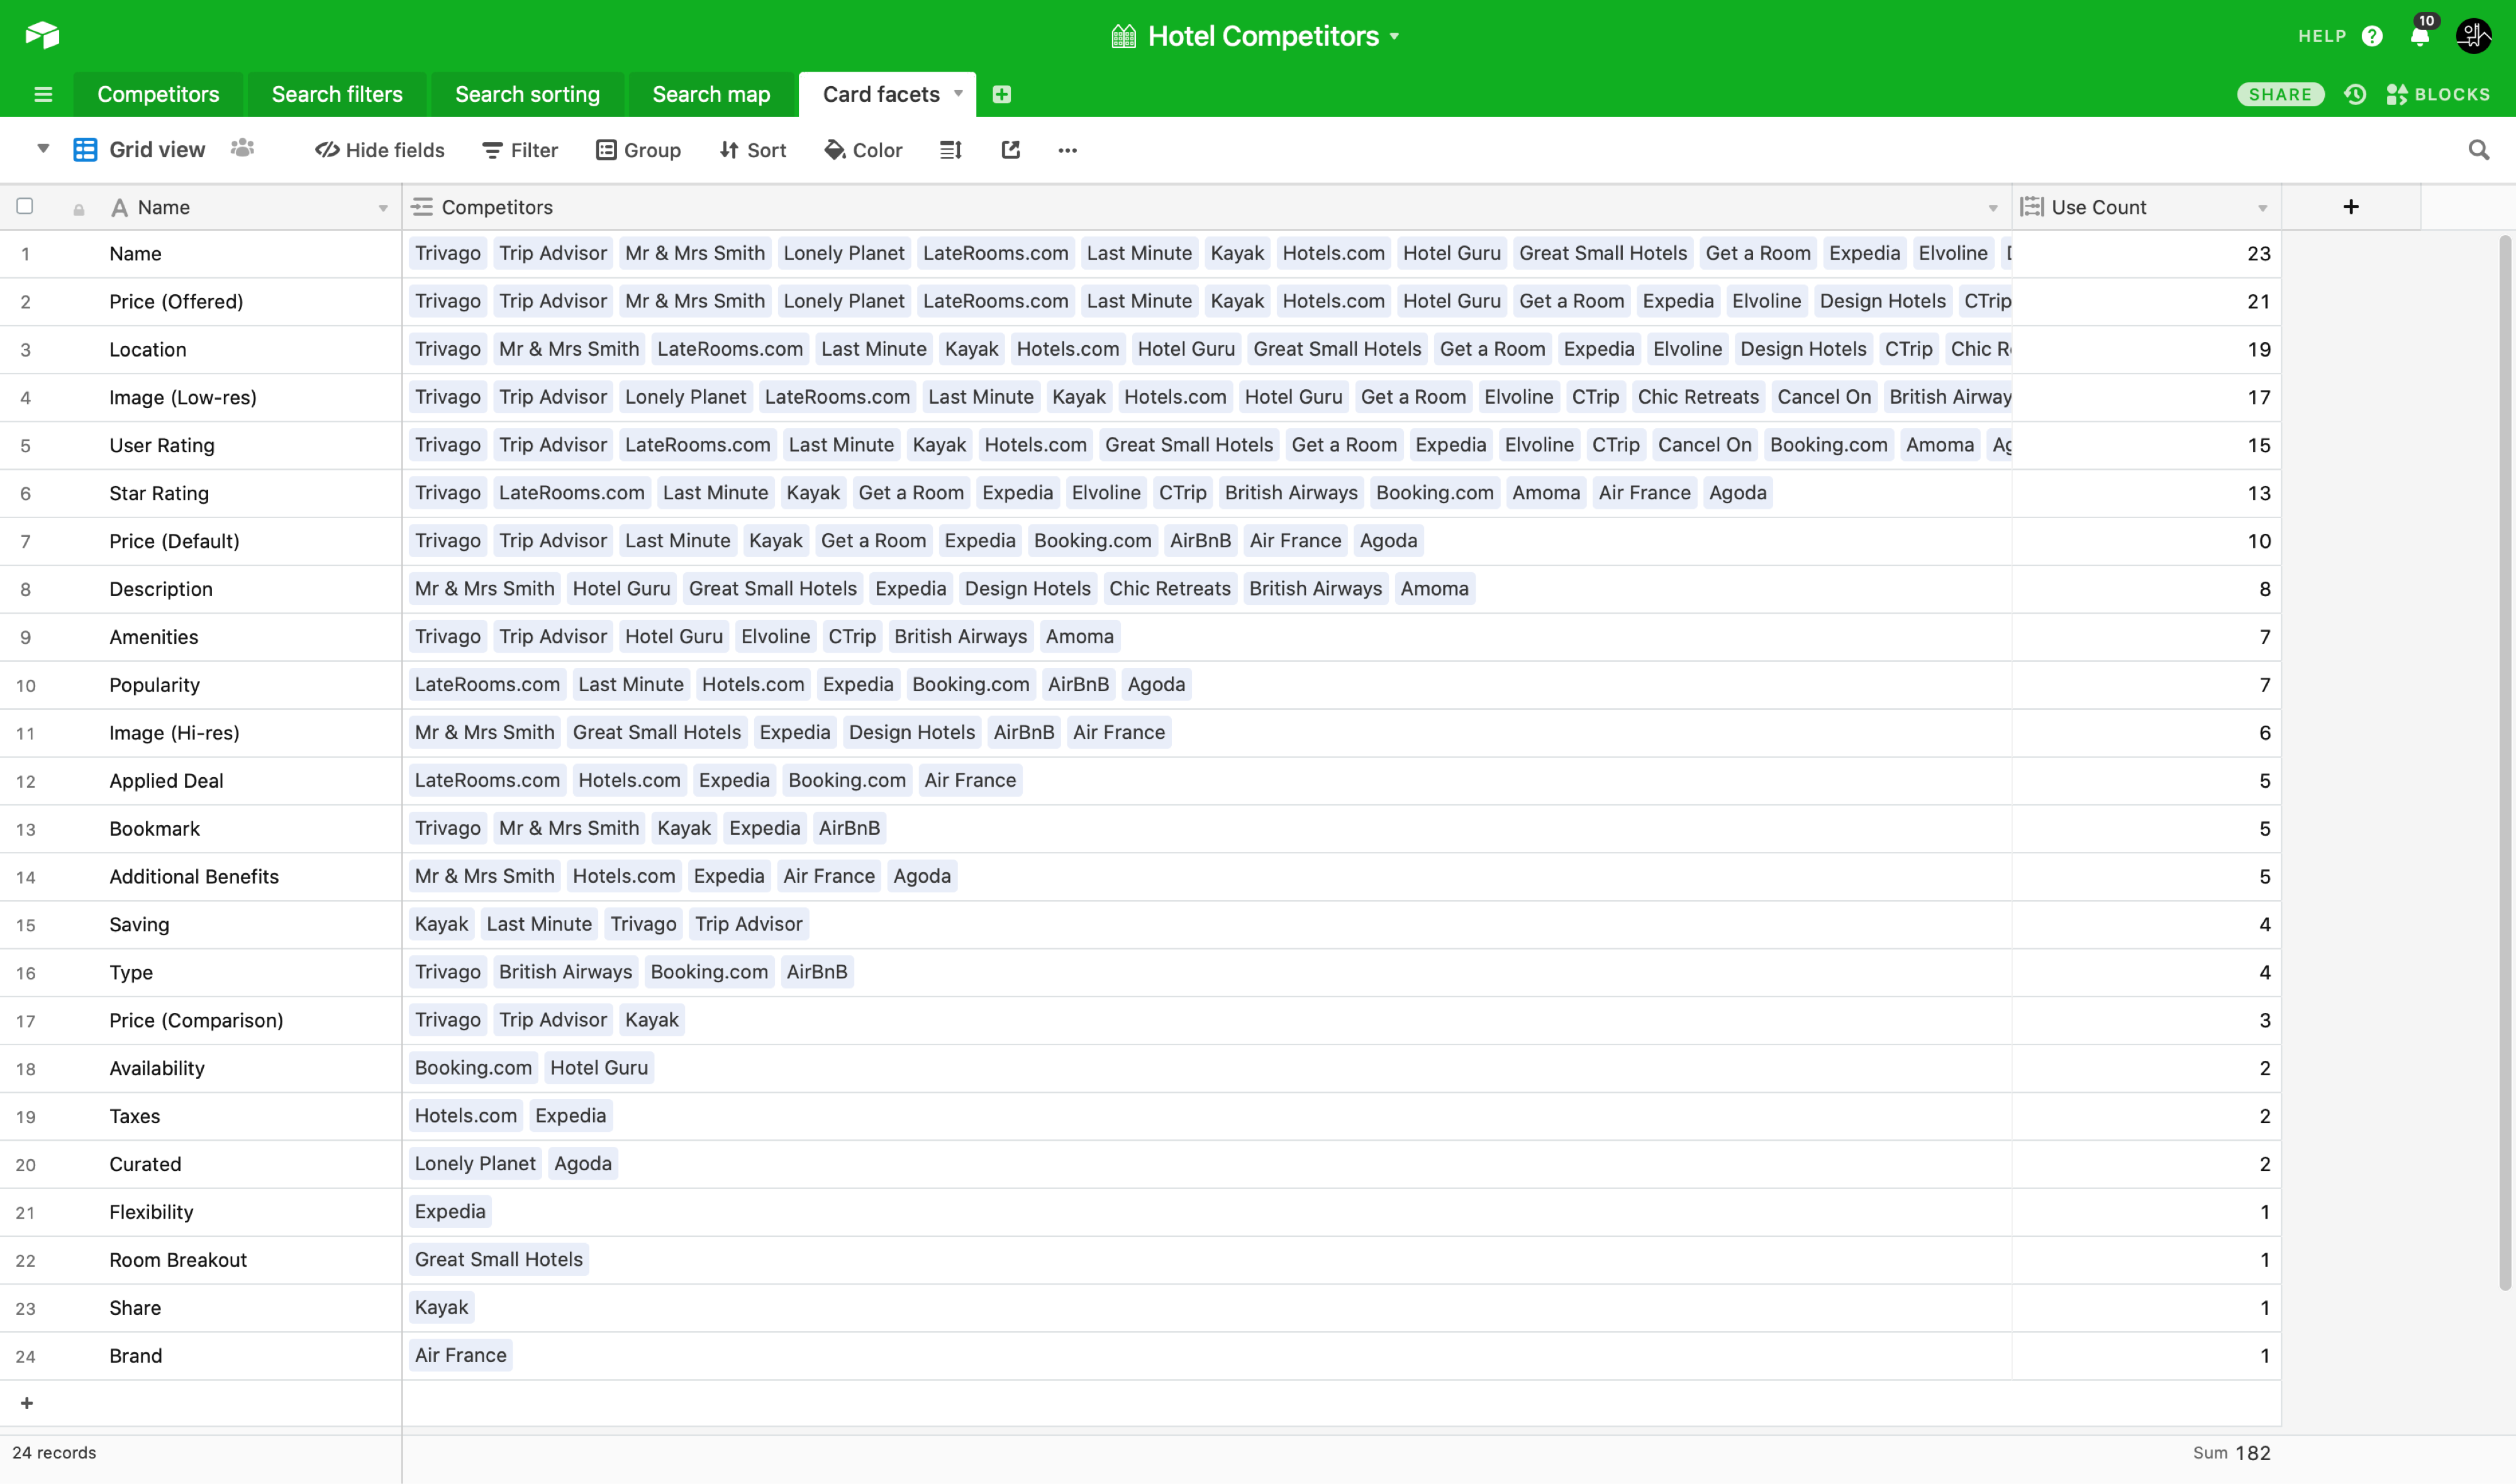 Hotel Competitors
HELP
10
Competitors Search filters Search sorting Search map Card facets SHARE BLOCKS
Grid view Hide fields Filter Group Sort Color
Name Competitors Use Count
1 Name Trivago Trip Advisor Mr & Mrs Smith Lonely Planet LateRooms.com Last Minute Kayak Hotels.com Hotel Guru Great Small Hotels Get a Room Expedia Elvoline 23
2 Price (Offered) Trivago Trip Advisor Mr & Mrs Smith Lonely Planet LateRooms.com Last Minute Kayak Hotels.com Hotel Guru Get a Room Expedia Elvoline Design Hotels CTrip 21
3 Location Trivago Mr & Mrs Smith LateRooms.com Last Minute Kayak Hotels.com Hotel Guru Great Small Hotels Get a Room Expedia Elvoline Design Hotels CTrip Chic 19
4 Image (Low-res) Trivago Trip Advisor Lonely Planet LateRooms.com Last Minute Kayak Hotels.com Hotel Guru Get a Room Elvoline CTrip Chic Retreats Cancel On British Airway 17
5 User Rating Trivago Trip Advisor LateRooms.com Last Minute Kayak Hotels.com Great Small Hotels Get a Room Expedia Elvoline CTrip Cancel On Booking.com Amoma 15
6 Star Rating Trivago LateRooms.com Last Minute Kayak Get a Room Expedia Elvoline CTrip British Airways Booking.com Amoma Air France Agoda 13
7 Price (Default) Trivago Trip Advisor Last Minute Kayak Get a Room Expedia Booking.com AirBnB Air France Agoda 10
8 Description Mr & Mrs Smith Hotel Guru Great Small Hotels Expedia Design Hotels Chic Retreats British Airways Amoma 8
9 Amenities Trivago Trip Advisor Hotel Guru Elvoline CTrip British Airways Amoma 7
10 Popularity LateRooms.com Last Minute Hotels.com Expedia Booking.com AirBnB Agoda 7
11 Image (Hi-res) Mr & Mrs Smith Great Small Hotels Expedia Design Hotels AirBnB Air France 6
12 Applied Deal LateRooms.com Hotels.com Expedia Booking.com Air France 5
13 Bookmark Trivago Mr & Mrs Smith Kayak Expedia AirBnB 5
14 Additional Benefits Mr & Mrs Smith Hotels.com Expedia Air France Agoda 5
15 Saving Kayak Last Minute Trivago Trip Advisor 4
16 Type Trivago British Airways Booking.com AirBnB 4
17 Price (Comparison) Trivago Trip Advisor Kayak 3
18 Availability Booking.com Hotel Guru 2
19 Taxes Hotels.com Expedia 2
20 Curated Lonely Planet Agoda 2
21 Flexibility Expedia 1
22 Room Breakout Great Small Hotels 1
23 Share Kayak 1
24 Brand Air France 1
24 records Sum 182